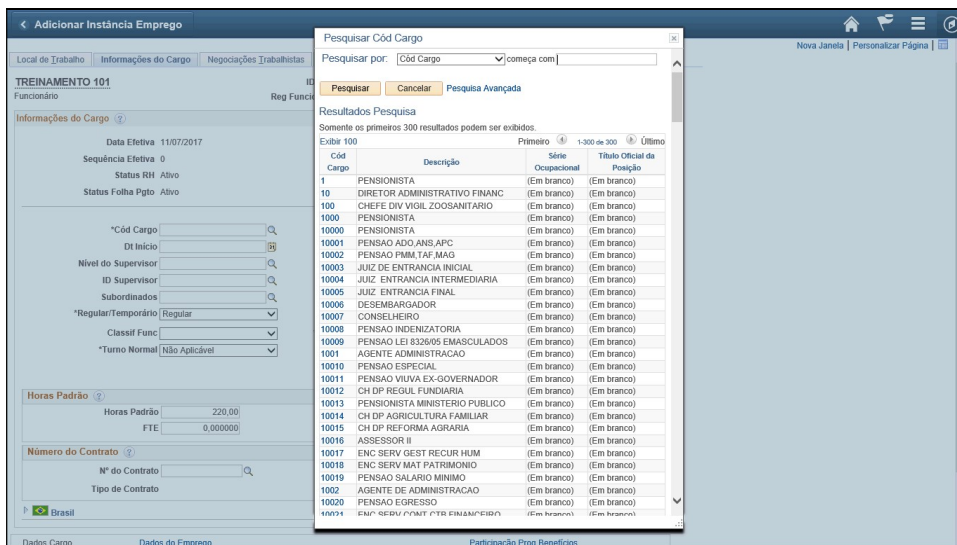 Adicionar Instância Emprego
Nova Janela | Personalizar Página |
Local de Trabalho Informações do Cargo Negociações Trabalhistas
TREINAMENTO 101
Funcionário Reg Funcio
Informações do Cargo
Data Efetiva 11/07/2017
Sequência Efetiva 0
Status RH Ativo
Status Folha Pgto Ativo
*Cód Cargo
Dt Início
Nível do Supervisor
ID Supervisor
Subordinados
*Regular/Temporário Regular
Classif Func
*Turno Normal Não Aplicável
Horas Padrão
Horas Padrão 220,00
FTE 0,000000
Número do Contrato
Nº do Contrato
Tipo de Contrato
Brasil
Dados Cargo Dados do Emprego Participação Prog Benefícios
Pesquisar Cód Cargo
Pesquisar por: Cód Cargo começa com
Pesquisar Cancelar Pesquisa Avançada
Resultados Pesquisa
Somente os primeiros 300 resultados podem ser exibidos.
Exibir 100 Primeiro 1-300 de 300 Último
Cód Cargo Descrição Série Ocupacional Título Oficial da Posição
1 PENSIONISTA (Em branco) (Em branco)
10 DIRETOR ADMINISTRATIVO FINANC (Em branco) (Em branco)
100 CHEFE DIV VIGIL ZOOSANITARIO (Em branco) (Em branco)
1000 PENSIONISTA (Em branco) (Em branco)
10000 PENSIONISTA (Em branco) (Em branco)
10001 PENSAO ADO,ANS,APC (Em branco) (Em branco)
10002 PENSAO PMM,TAF,MAG (Em branco) (Em branco)
10003 JUIZ DE ENTRANCIA INICIAL (Em branco) (Em branco)
10004 JUIZ ENTRANCIA INTERMEDIARIA (Em branco) (Em branco)
10005 JUIZ ENTRANCIA FINAL (Em branco) (Em branco)
10006 DESEMBARGADOR (Em branco) (Em branco)
10007 CONSELHEIRO (Em branco) (Em branco)
10008 PENSAO INDENIZATORIA (Em branco) (Em branco)
10009 PENSAO LEI 8326/05 EMASCULADOS (Em branco) (Em branco)
1001 AGENTE ADMINISTRACAO (Em branco) (Em branco)
10010 PENSAO ESPECIAL (Em branco) (Em branco)
10011 PENSAO VIUVA EX-GOVERNADOR (Em branco) (Em branco)
10012 CH DP REGUL FUNDIARIA (Em branco) (Em branco)
10013 PENSIONISTA MINISTERIO PUBLICO (Em branco) (Em branco)
10014 CH DP AGRICULTURA FAMILIAR (Em branco) (Em branco)
10015 CH DP REFORMA AGRARIA (Em branco) (Em branco)
10016 ASSESSOR II (Em branco) (Em branco)
10017 ENC SERV GEST RECUR HUM (Em branco) (Em branco)
10018 ENC SERV MAT PATRIMONIO (Em branco) (Em branco)
10019 PENSAO SALARIO MINIMO (Em branco) (Em branco)
1002 AGENTE DE ADMINISTRACAO (Em branco) (Em branco)
10020 PENSAO EGRESSO (Em branco) (Em branco)
10021 ENC SERV CONT CTB FINANCEIRO (Em branco) (Em branco)